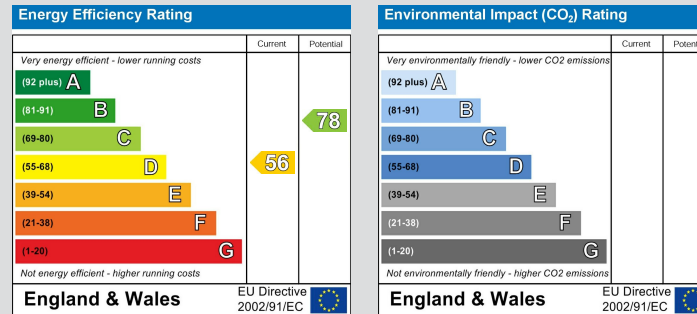 Energy Efficiency Rating
Current Potential
Very energy efficient - lower running costs
(92 plus) A
(81-91) B
78
(69-80) C
(55-68) D
56
(39-54) E
(21-38) F
(1-20) G
Not energy efficient - higher running costs
England & Wales
EU Directive
2002/91/EC
Environmental Impact (CO2) Rating
Current Potent
Very environmentally friendly - lower CO2 emissions
(92 plus) A
(81-91) B
(69-80) C
(55-68) D
(39-54) E
(21-38) F
(1-20) G
Not environmentally friendly - higher CO2 emissions
England & Wales
EU Directive
2002/91/EC